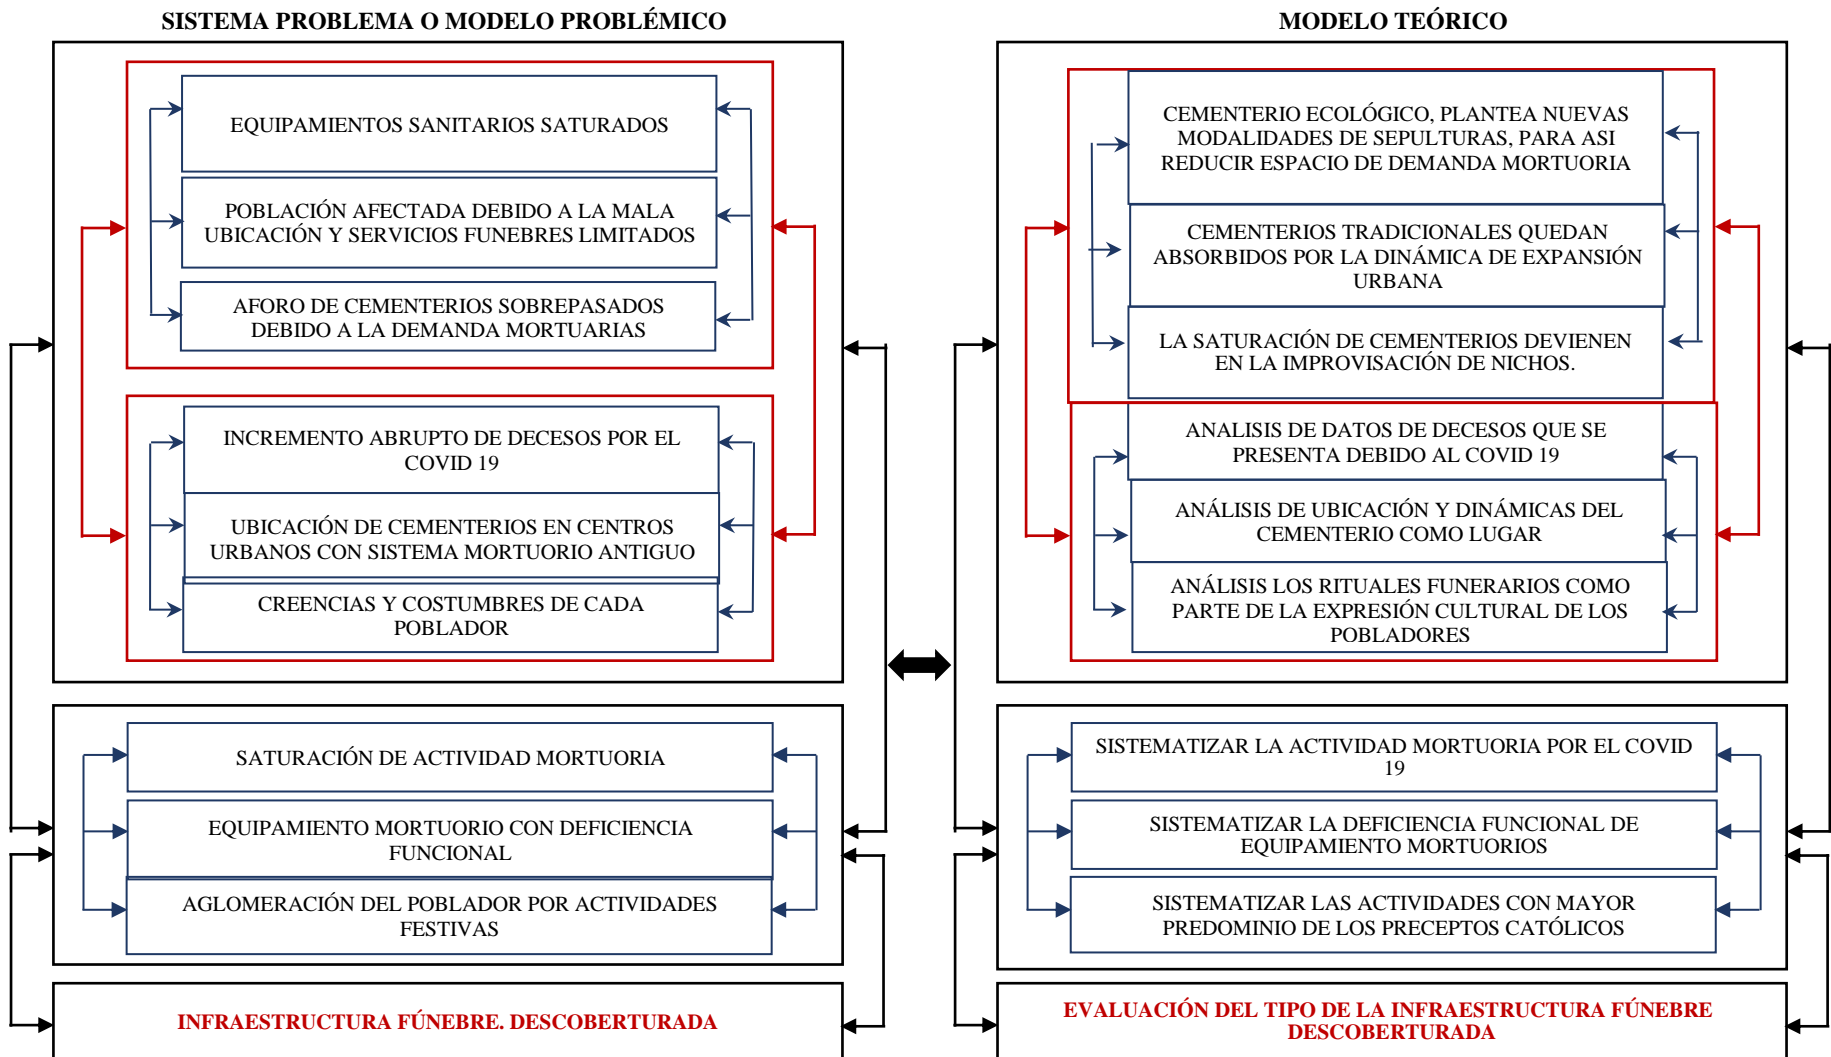 SISTEMA PROBLEMA O MODELO PROBLÉMICO
EQUIPAMIENTOS SANITARIOS SATURADOS
POBLACIÓN AFECTADA DEBIDO A LA MALA
UBICACIÓN Y SERVICIOS FUNEBRES LIMITADOS
AFORO DE CEMENTERIOS SOBREPASADOS
DEBIDO A LA DEMANDA MORTUARIAS
INCREMENTO ABRUPTO DE DECESOS POR EL
COVID 19
UBICACIÓN DE CEMENTERIOS EN CENTROS
URBANOS CON SISTEMA MORTUORIO ANTIGUO
CREENCIAS Y COSTUMBRES DE CADA
POBLADOR
SATURACIÓN DE ACTIVIDAD MORTUORIA
EQUIPAMIENTO MORTUORIO CON DEFICIENCIA
FUNCIONAL
AGLOMERACIÓN DEL POBLADOR POR ACTIVIDADES
FESTIVAS
INFRAESTRUCTURA FÚNEBRE. DESCOBERTURADA
MODELO TEÓRICO
CEMENTERIO ECOLÓGICO, PLANTEA NUEVAS
MODALIDADES DE SEPULTURAS, PARA ASI
REDUCIR ESPACIO DE DEMANDA MORTUORIA
CEMENTERIOS TRADICIONALES QUEDAN
ABSORBIDOS POR LA DINÁMICA DE EXPANSIÓN
URBANA
LA SATURACIÓN DE CEMENTERIOS DEVIENEN
EN LA IMPROVISACIÓN DE NICHOS.
ANALISIS DE DATOS DE DECESOS QUE SE
PRESENTA DEBIDO AL COVID 19
ANÁLISIS DE UBICACIÓN Y DINÁMICAS DEL
CEMENTERIO COMO LUGAR
ANÁLISIS LOS RITUALES FUNERARIOS COMO
PARTE DE LA EXPRESIÓN CULTURAL DE LOS
POBLADORES
SISTEMATIZAR LA ACTIVIDAD MORTUORIA POR EL COVID
19
SISTEMATIZAR LA DEFICIENCIA FUNCIONAL DE
EQUIPAMIENTO MORTUORIOS
SISTEMATIZAR LAS ACTIVIDADES CON MAYOR
PREDOMINIO DE LOS PRECEPTOS CATÓLICOS
EVALUACIÓN DEL TIPO DE LA INFRAESTRUCTURA FÚNEBRE
DESCOBERTURADA